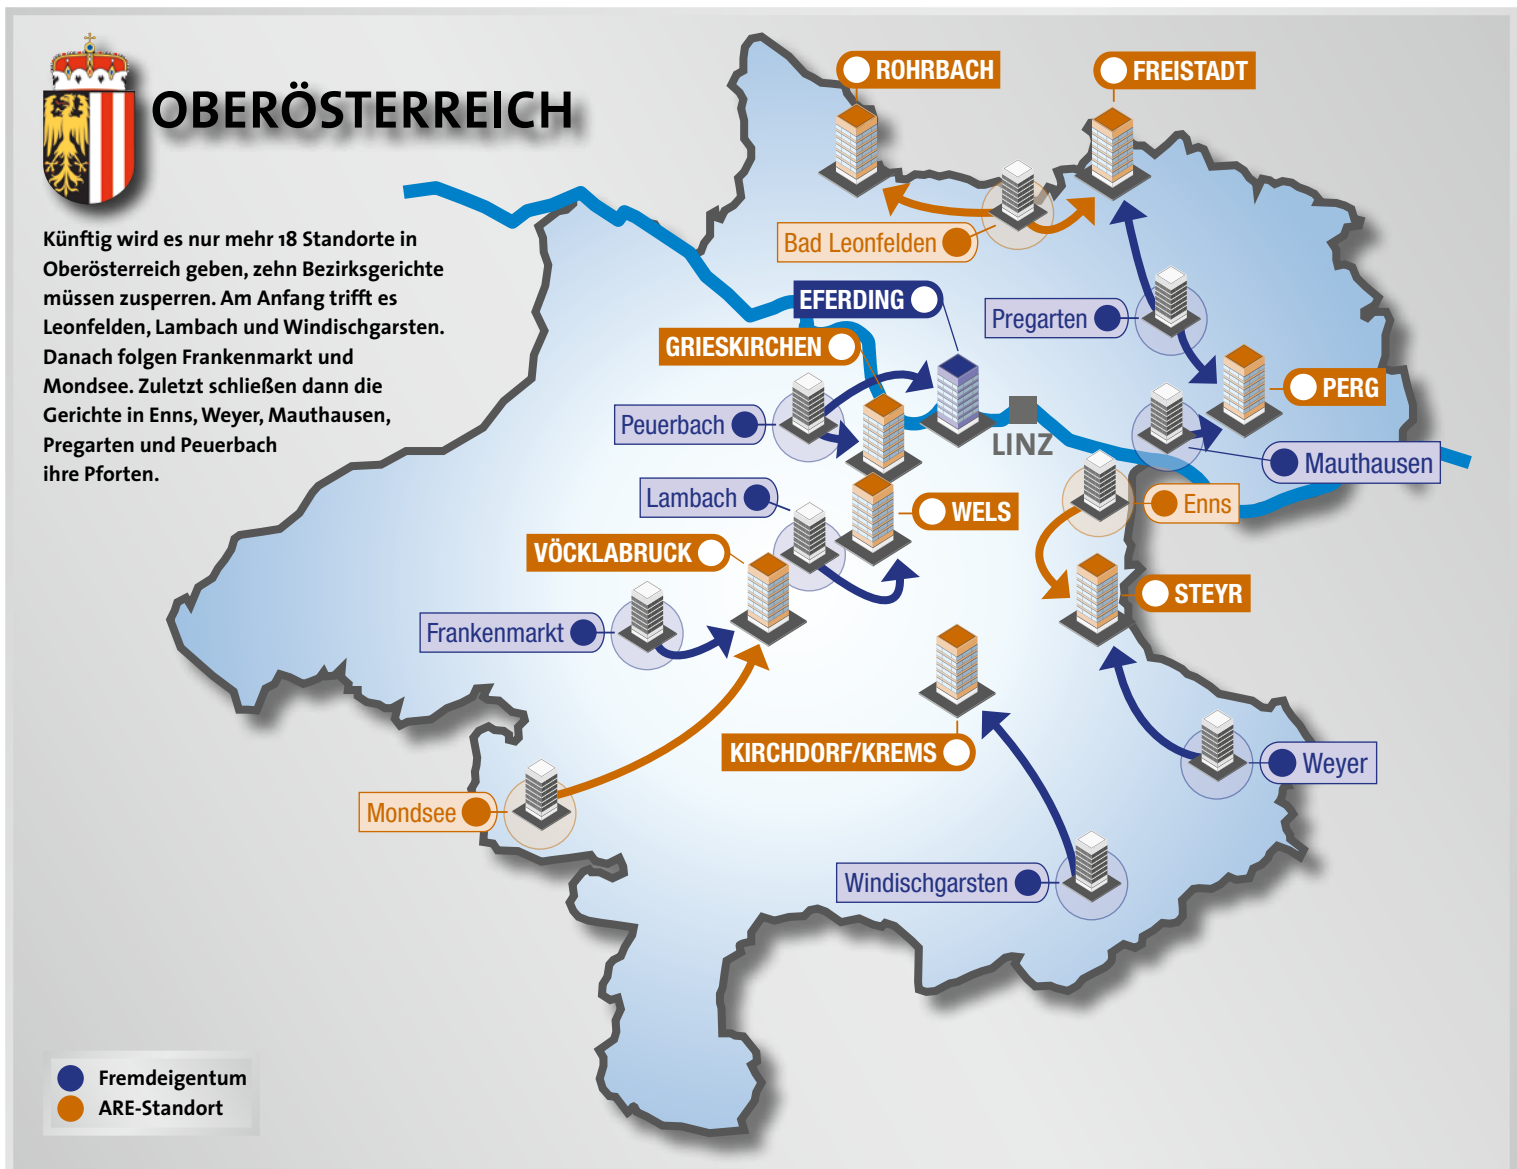 OBERÖSTERREICH
Künftig wird es nur mehr 18 Standorte in
Oberösterreich geben, zehn Bezirksgerichte
müssen zusperren. Am Anfang trifft es
Leonfelden, Lambach und Windischgarsten.
Danach folgen Frankenmarkt und
Mondsee. Zuletzt schließen dann die
Gerichte in Enns, Weyer, Mauthausen,
Pregarten und Peuerbach
ihre Pforten.
ROHRBACH
FREISTADT
Bad Leonfelden
EFERDING
Pregarten
GRIESKIRCHEN
PERG
Peuerbach
LINZ
Mauthausen
Lambach
WELS
Enns
VÖCKLABRUCK
STEYR
Frankenmarkt
KIRCHDORF/KREMS
Weyer
Mondsee
Windischgarsten
Fremdeigentum
ARE-Standort